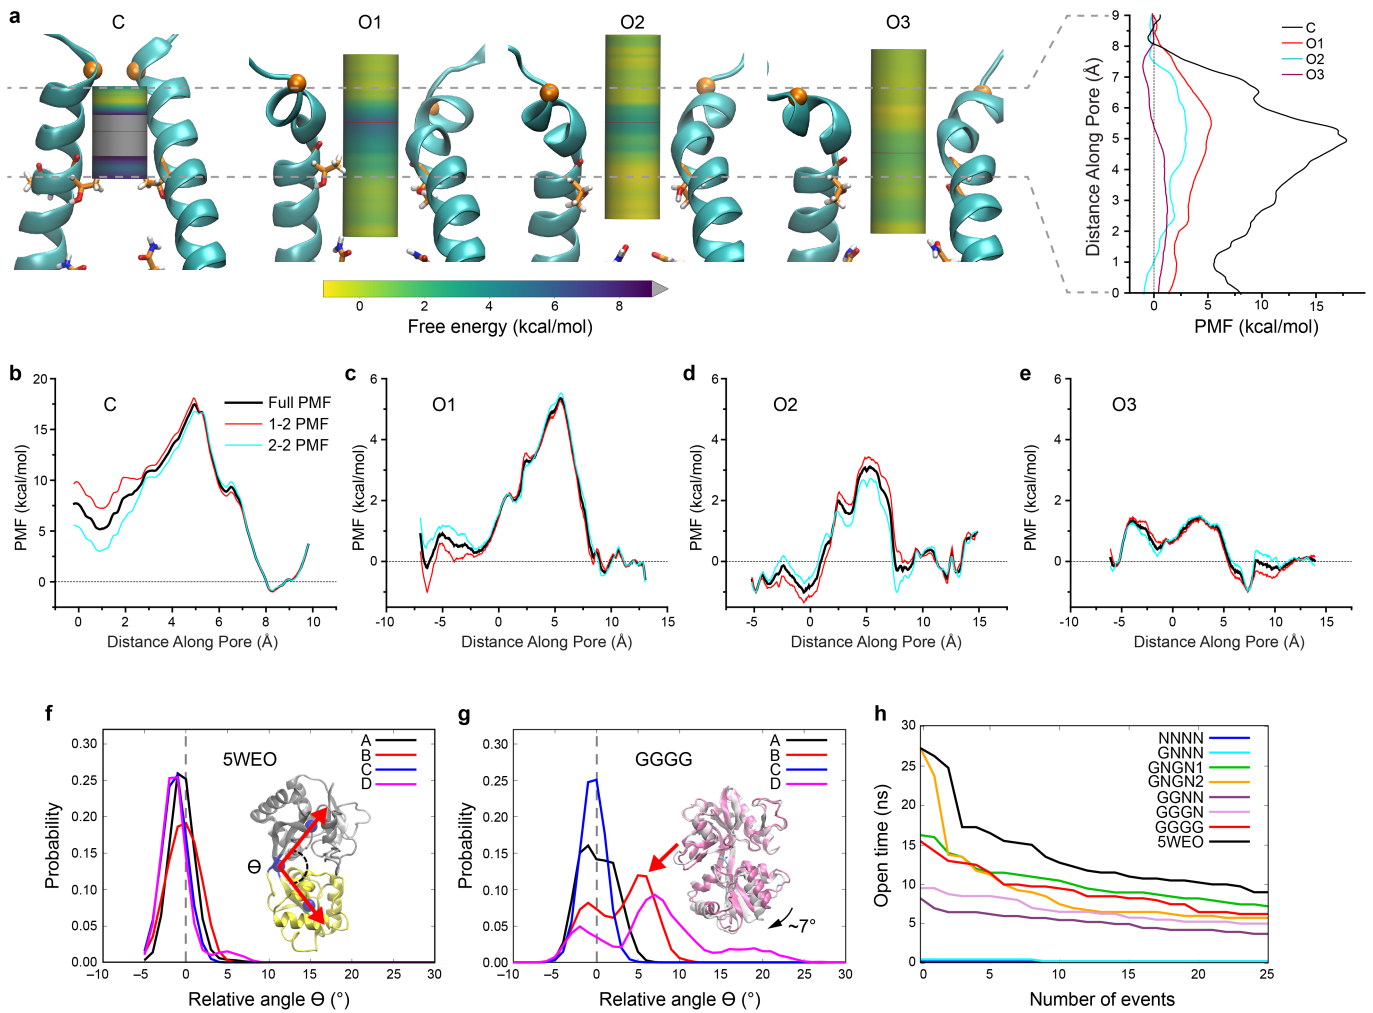 a
C
O1
O2
O3
0
2
4
6
8
Free energy (kcal/mol)
9
8
7
6
5
4
3
2
1
0
Distance Along Pore (Å)
C
O1
O2
O3
0
5
10
15
PMF (kcal/mol)
b
C
Full PMF
1-2 PMF
2-2 PMF
20
15
10
5
0
PMF (kcal/mol)
0
2
4
6
8
10
Distance Along Pore (Å)
c
O1
6
4
2
0
PMF (kcal/mol)
-10
-5
0
5
10
15
Distance Along Pore (Å)
d
O2
6
4
2
0
PMF (kcal/mol)
-5
0
5
10
15
Distance Along Pore (Å)
e
O3
6
4
2
0
PMF (kcal/mol)
-10
-5
0
5
10
15
Distance Along Pore (Å)
f
5WEO
A
B
C
D
Ɵ
0.30
0.25
0.20
0.15
0.10
0.05
0.00
Probability
−10
−5
0
5
10
15
20
25
30
Relative angle Ɵ (°)
g
GGGG
A
B
C
D
~7°
0.30
0.25
0.20
0.15
0.10
0.05
0.00
Probability
−10
−5
0
5
10
15
20
25
30
Relative angle Ɵ (°)
h
NNNN
GNNN
GNGN1
GNGN2
GGNN
GGGN
GGGG
5WEO
30
25
20
15
10
5
0
Open time (ns)
0
5
10
15
20
25
Number of events